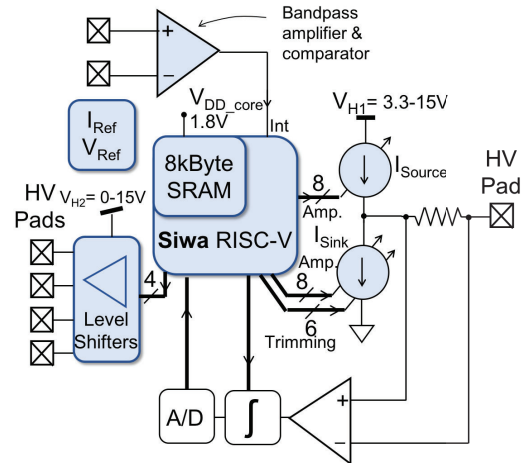 Bandpass
amplifier &
comparator
+
−
V_DD_core
1.8V
Int
V_H1= 3.3-15V
I_Ref
V_Ref
8kByte
SRAM
Siwa RISC-V
8
Amp.
I_Source
HV
Pad
HV
Pads
V_H2= 0-15V
I_Sink
Amp.
8
6
Trimming
4
Level
Shifters
A/D
∫
+
−